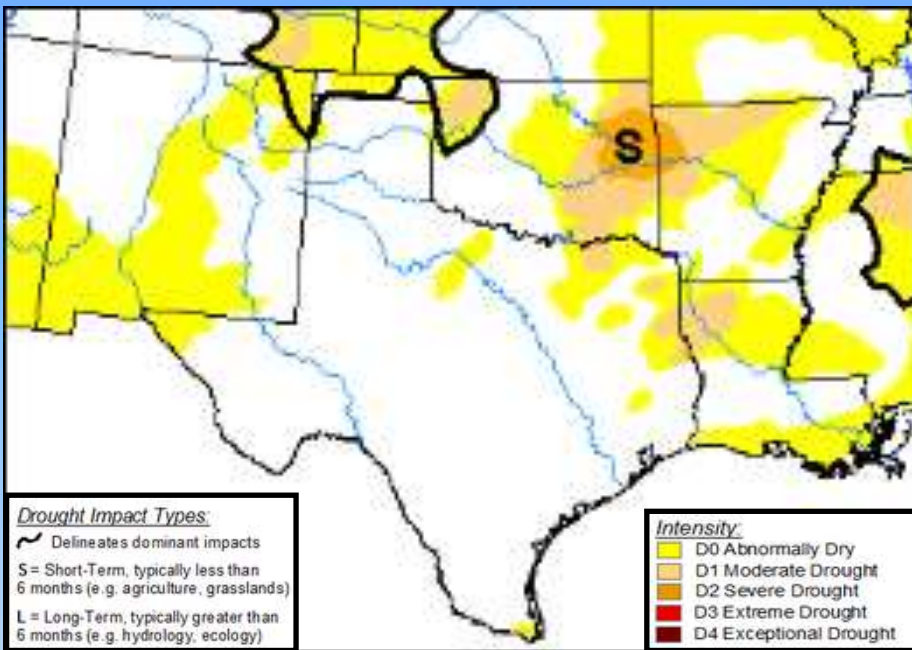 S
Drought Impact Types:
Delineates dominant impacts
S = Short-Term, typically less than
6 months (e.g. agriculture, grasslands)
L = Long-Term, typically greater than
6 months (e.g. hydrology, ecology)
Intensity:
D0 Abnormally Dry
D1 Moderate Drought
D2 Severe Drought
D3 Extreme Drought
D4 Exceptional Drought